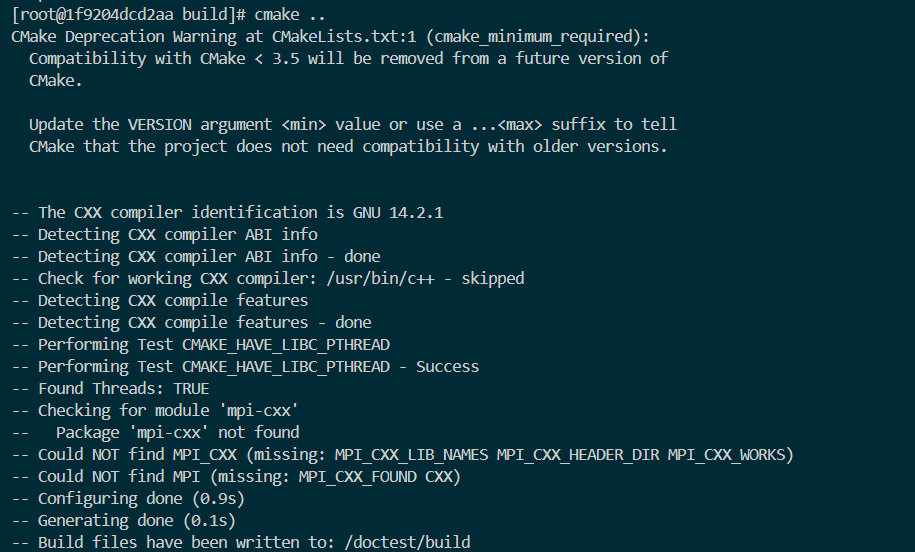 [root@1f9204dcd2aa build]# cmake ..
CMake Deprecation Warning at CMakeLists.txt:1 (cmake_minimum_required):
  Compatibility with CMake < 3.5 will be removed from a future version of
  CMake.

  Update the VERSION argument <min> value or use a ...<max> suffix to tell
  CMake that the project does not need compatibility with older versions.


-- The CXX compiler identification is GNU 14.2.1
-- Detecting CXX compiler ABI info
-- Detecting CXX compiler ABI info - done
-- Check for working CXX compiler: /usr/bin/c++ - skipped
-- Detecting CXX compile features
-- Detecting CXX compile features - done
-- Performing Test CMAKE_HAVE_LIBC_PTHREAD
-- Performing Test CMAKE_HAVE_LIBC_PTHREAD - Success
-- Found Threads: TRUE
-- Checking for module 'mpi-cxx'
--   Package 'mpi-cxx' not found
-- Could NOT find MPI_CXX (missing: MPI_CXX_LIB_NAMES MPI_CXX_HEADER_DIR MPI_CXX_WORKS)
-- Could NOT find MPI (missing: MPI_CXX_FOUND CXX)
-- Configuring done (0.9s)
-- Generating done (0.1s)
-- Build files have been written to: /doctest/build